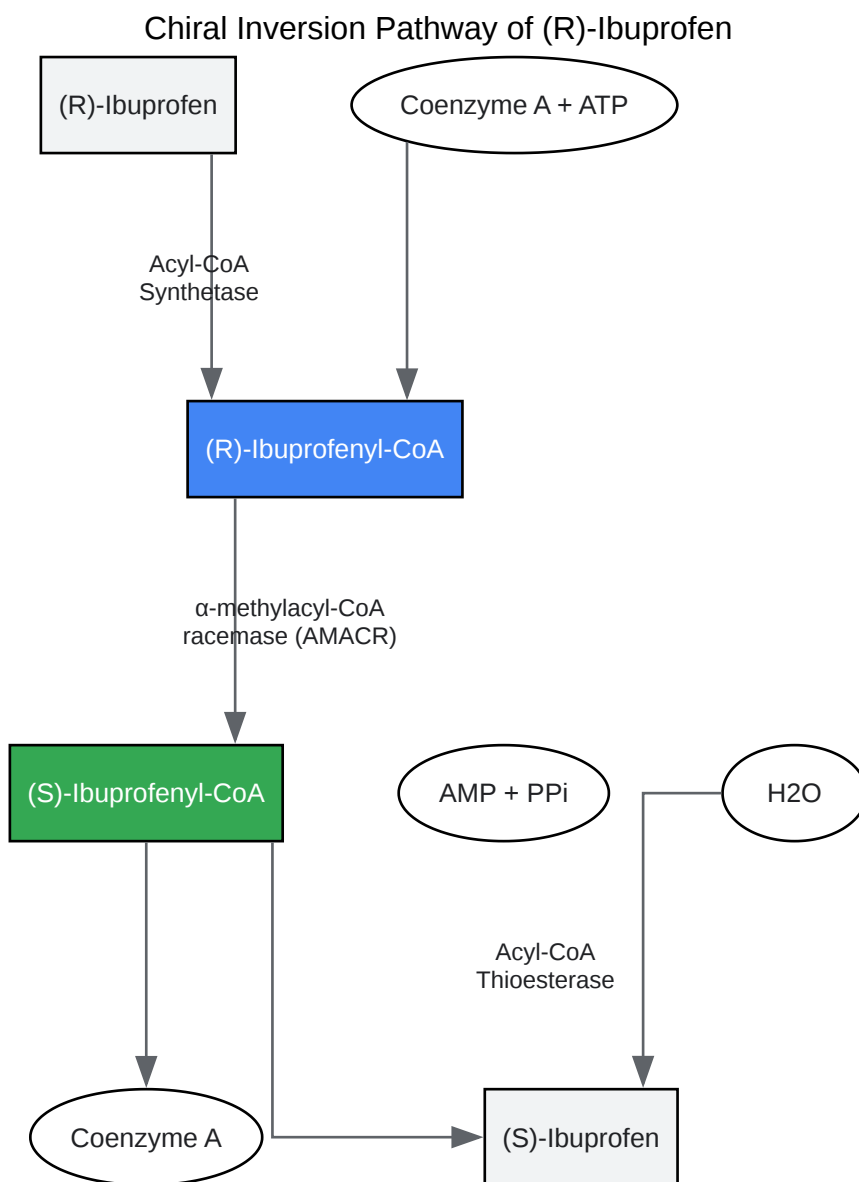 Chiral Inversion Pathway of (R)-Ibuprofen
(R)-Ibuprofen
Coenzyme A + ATP
Acyl-CoA
Synthetase
(R)-Ibuprofenyl-CoA
α-methylacyl-CoA
racemase (AMACR)
(S)-Ibuprofenyl-CoA
AMP + PPi
H2O
Acyl-CoA
Thioesterase
Coenzyme A
(S)-Ibuprofen